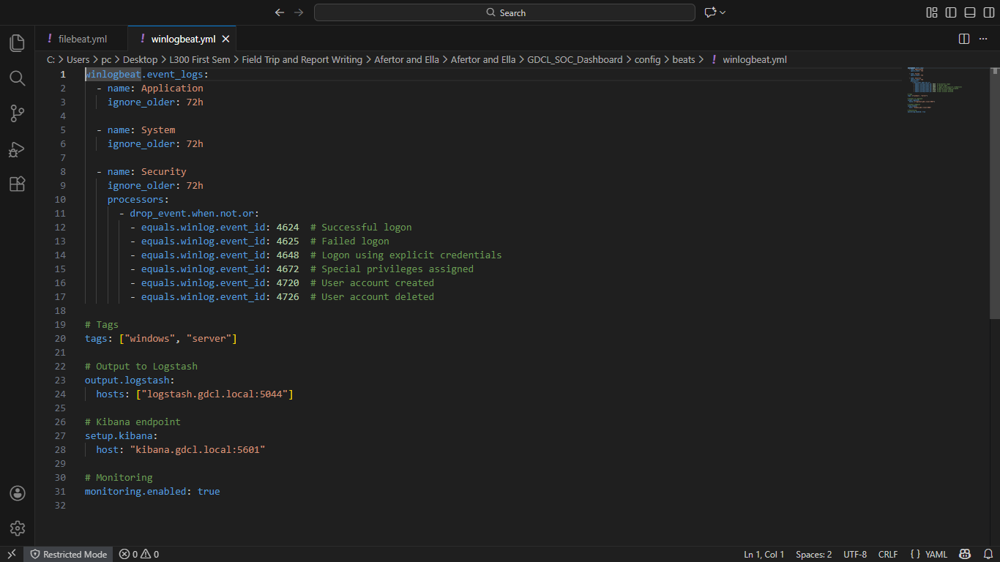 Search
! filebeat.yml
! winlogbeat.yml
C: > Users > pc > Desktop > L300 First Sem > Field Trip and Report Writing > Afertor and Ella > Afertor and Ella > GDCL_SOC_Dashboard > config > beats > ! winlogbeat.yml
1 winlogbeat.event_logs:
2 - name: Application
3 ignore_older: 72h
4
5 - name: System
6 ignore_older: 72h
7
8 - name: Security
9 ignore_older: 72h
10 processors:
11 - drop_event.when.not.or:
12 - equals.winlog.event_id: 4624 # Successful logon
13 - equals.winlog.event_id: 4625 # Failed logon
14 - equals.winlog.event_id: 4648 # Logon using explicit credentials
15 - equals.winlog.event_id: 4672 # Special privileges assigned
16 - equals.winlog.event_id: 4720 # User account created
17 - equals.winlog.event_id: 4726 # User account deleted
18
19 # Tags
20 tags: ["windows", "server"]
21
22 # Output to Logstash
23 output.logstash:
24 hosts: ["logstash.gdcl.local:5044"]
25
26 # Kibana endpoint
27 setup.kibana:
28 host: "kibana.gdcl.local:5601"
29
30 # Monitoring
31 monitoring.enabled: true
32
Restricted Mode 0 0 Ln 1, Col 1 Spaces: 2 UTF-8 CRLF { } YAML